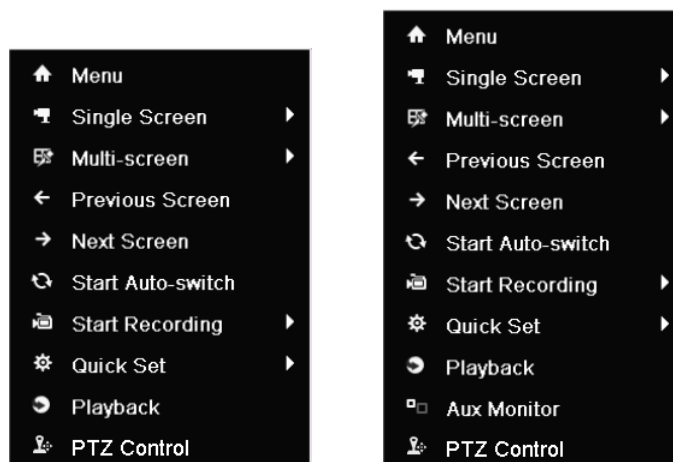 Menu
Single Screen
Multi-screen
Previous Screen
Next Screen
Start Auto-switch
Start Recording
Quick Set
Playback
PTZ Control
Menu
Single Screen
Multi-screen
Previous Screen
Next Screen
Start Auto-switch
Start Recording
Quick Set
Playback
Aux Monitor
PTZ Control